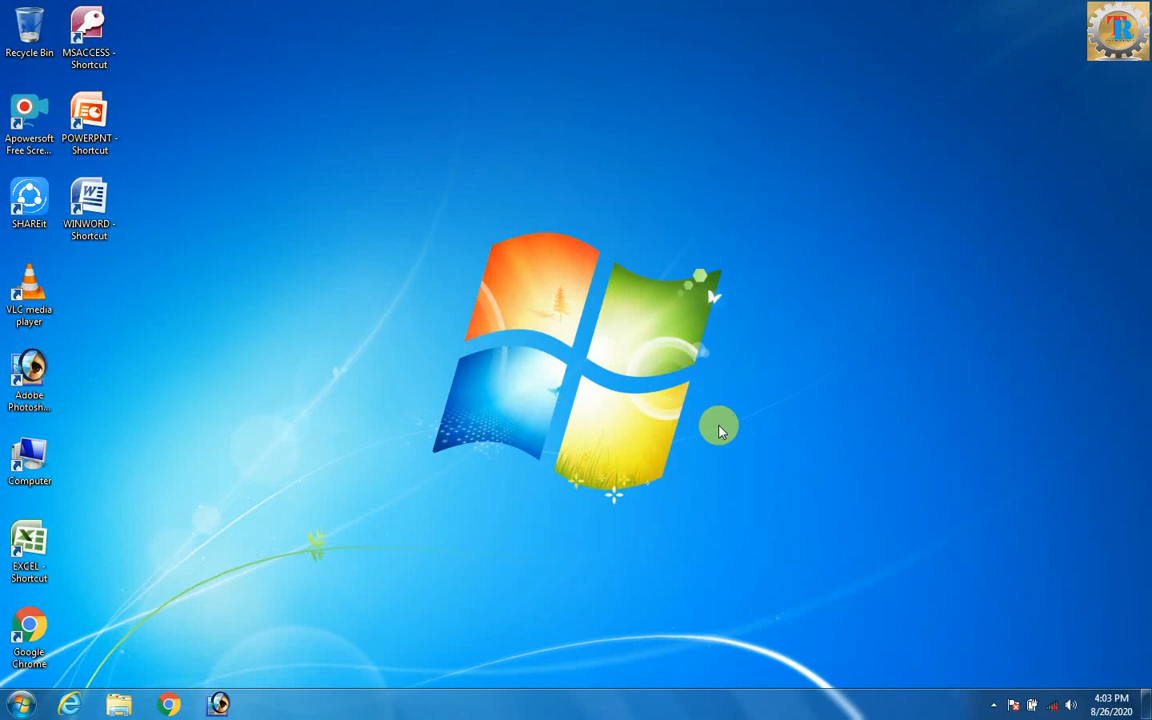 Recycle Bin
MSACCESS -
Shortcut
Apowersoft
Free Scre...
POWERPNT -
Shortcut
SHAREit
WINWORD -
Shortcut
VLC media
player
Adobe
Photosh...
Computer
EXCEL -
Shortcut
Google
Chrome
TR
4:03 PM
8/26/2020